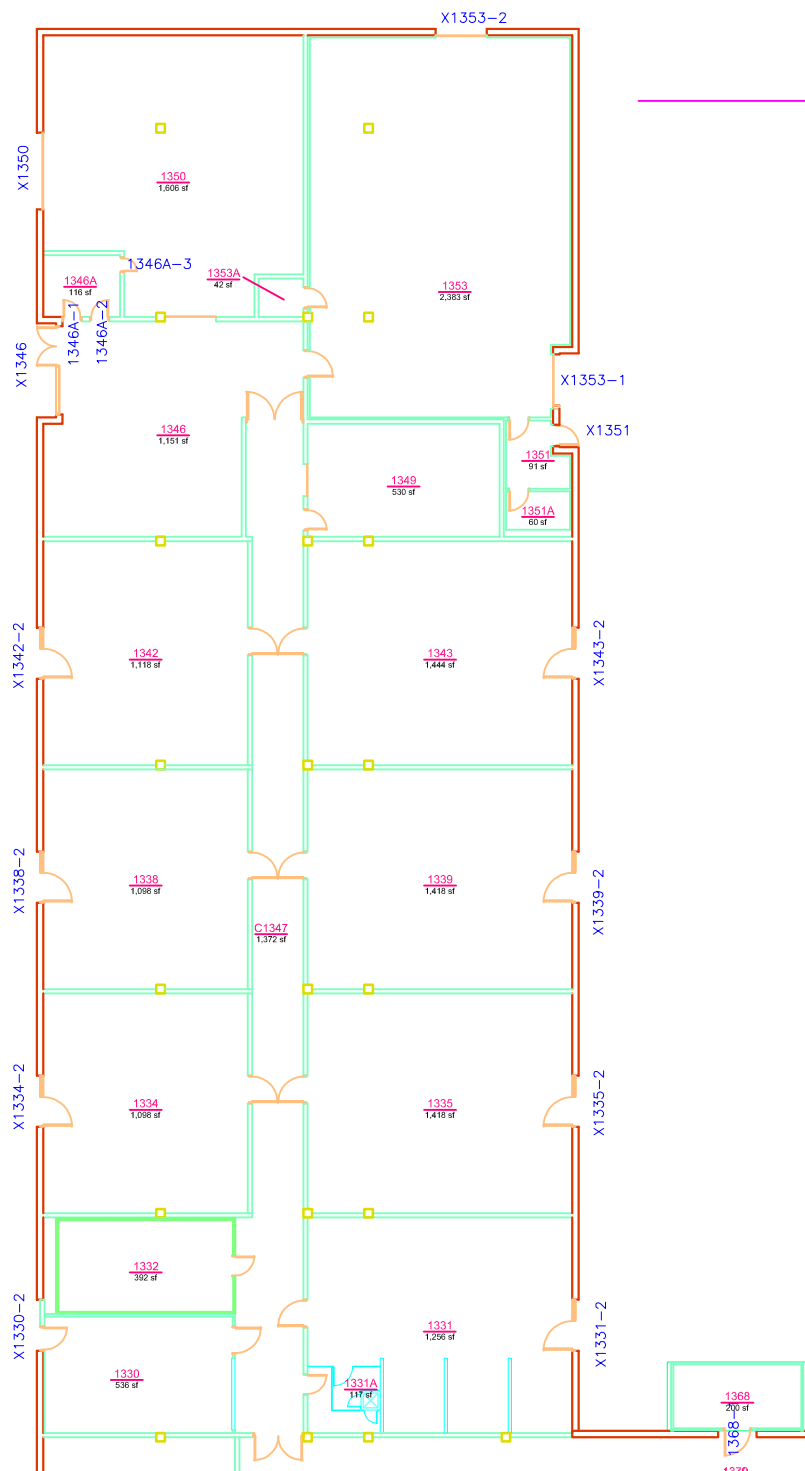 X1353-2
X1350
1350
1,606 sf
1346A-3
1346A
116 sf
1353A
42 sf
1353
2,383 sf
X1346
1346A-1
1346A-2
X1353-1
1346
1,151 sf
X1351
1351
91 sf
1349
530 sf
1351A
60 sf
X1342-2
1342
1,118 sf
1343
1,444 sf
X1343-2
X1338-2
1338
1,098 sf
1339
1,418 sf
X1339-2
C1347
1,372 sf
X1334-2
1334
1,098 sf
1335
1,418 sf
X1335-2
1332
392 sf
X1330-2
1331
1,256 sf
X1331-2
1330
536 sf
1331A
117 sf
1368
200 sf